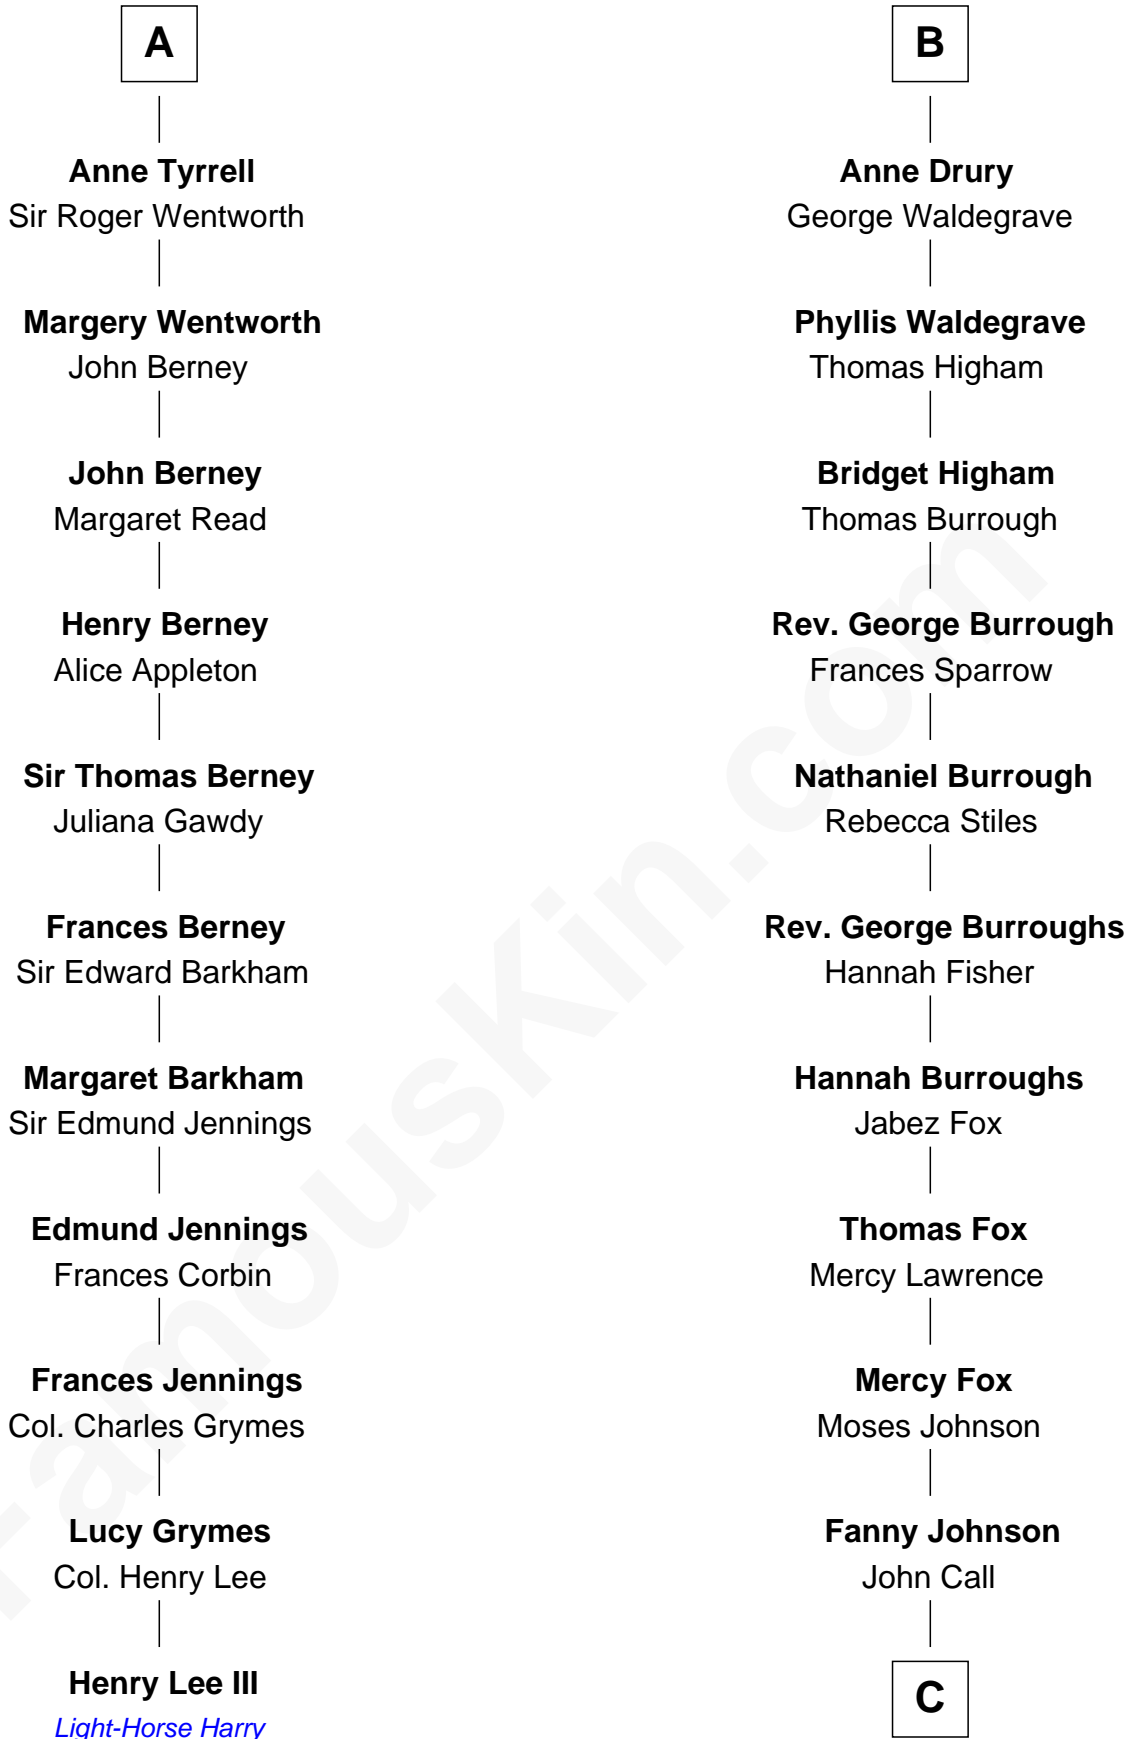 A
Anne Tyrrell
Sir Roger Wentworth
Margery Wentworth
John Berney
John Berney
Margaret Read
Henry Berney
Alice Appleton
Sir Thomas Berney
Juliana Gawdy
Frances Berney
Sir Edward Barkham
Margaret Barkham
Sir Edmund Jennings
Edmund Jennings
Frances Corbin
Frances Jennings
Col. Charles Grymes
Lucy Grymes
Col. Henry Lee
Henry Lee III
Light-Horse Harry
B
Anne Drury
George Waldegrave
Phyllis Waldegrave
Thomas Higham
Bridget Higham
Thomas Burrough
Rev. George Burrough
Frances Sparrow
Nathaniel Burrough
Rebecca Stiles
Rev. George Burroughs
Hannah Fisher
Hannah Burroughs
Jabez Fox
Thomas Fox
Mercy Lawrence
Mercy Fox
Moses Johnson
Fanny Johnson
John Call
C
FamousKin.com